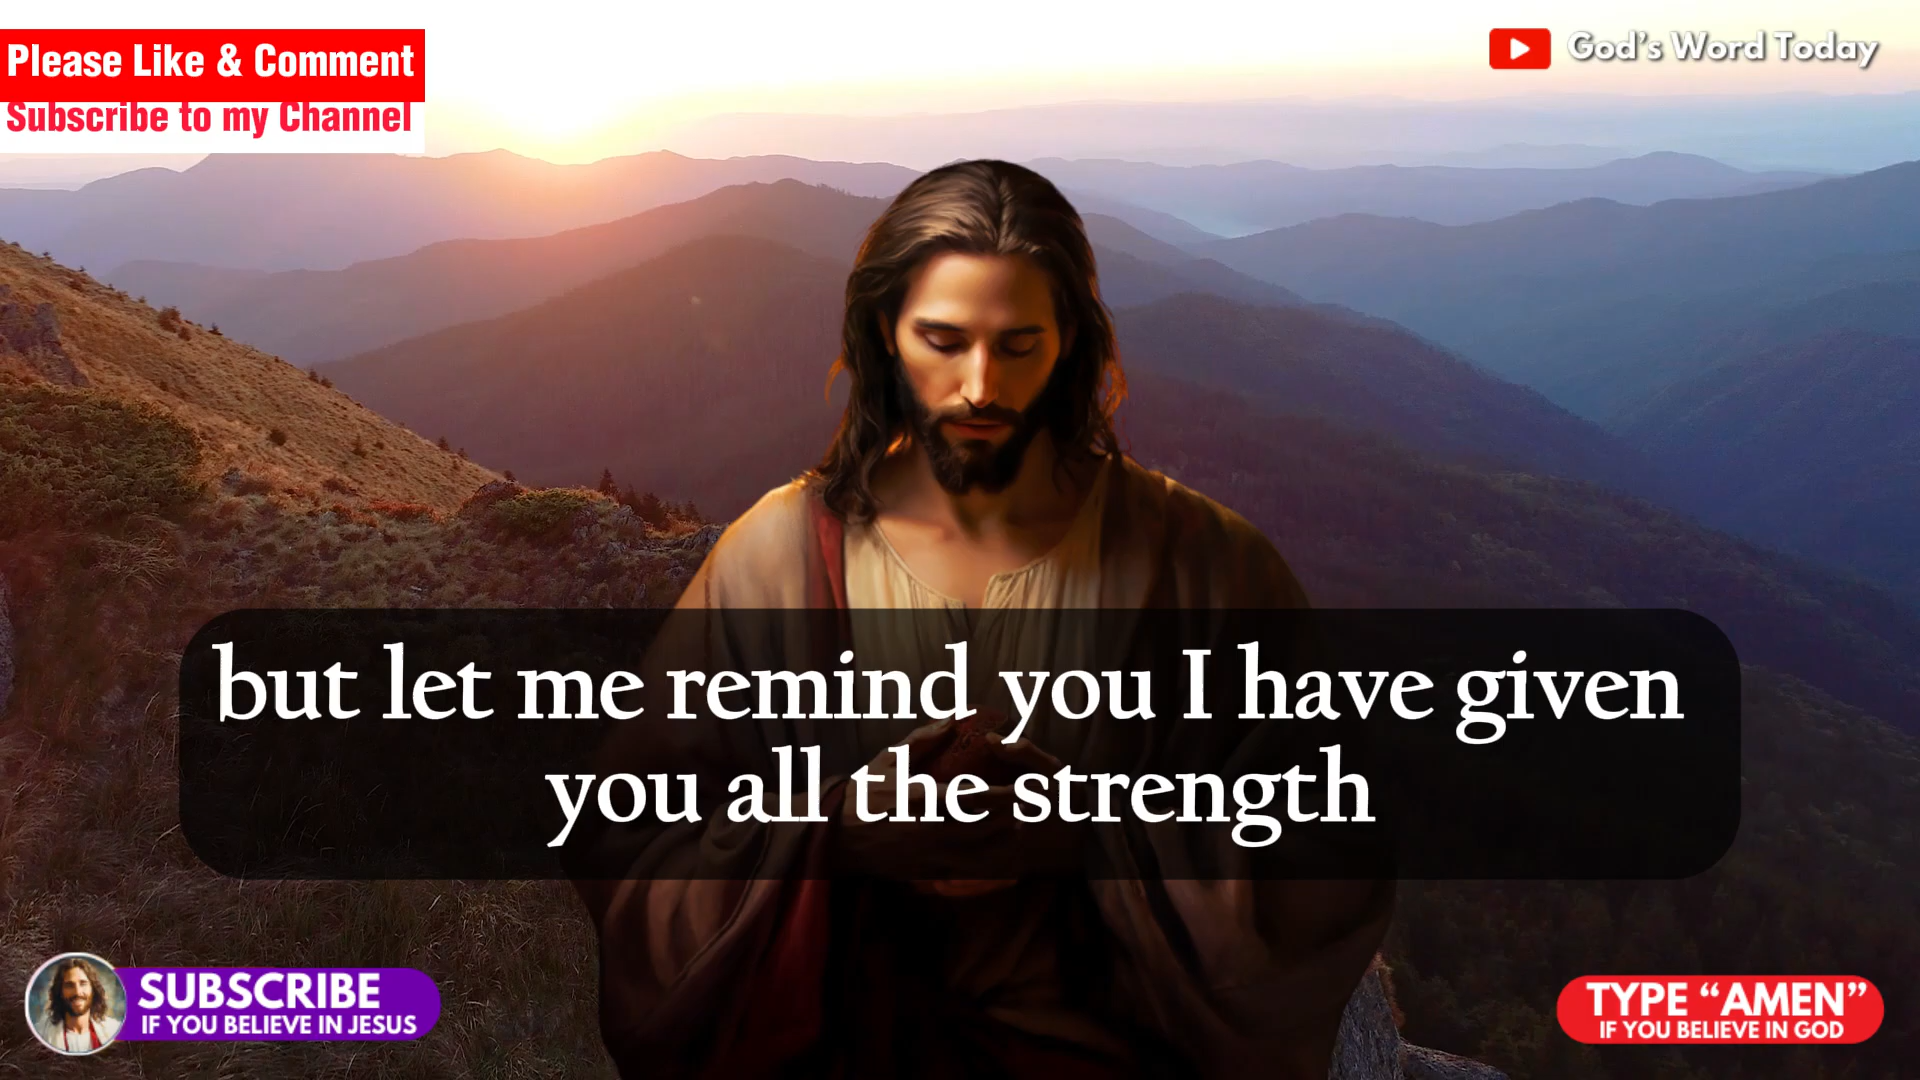 Please Like & Comment
Subscribe to my Channel
God's Word Today
but let me remind you I have given
you all the strength
SUBSCRIBE
IF YOU BELIEVE IN JESUS
TYPE “AMEN”
IF YOU BELIEVE IN GOD